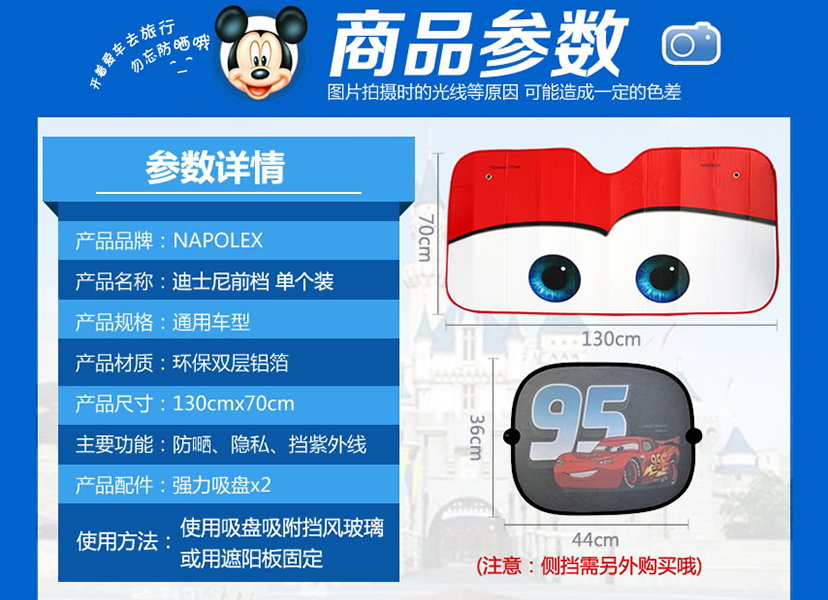 开着爱车去旅行
勿忘防晒哦
商品参数
图片拍摄时的光线等原因 可能造成一定的色差
参数详情
产品品牌：NAPOLEX
产品名称：迪士尼前档 单个装
产品规格：通用车型
产品材质：环保双层铝箔
产品尺寸：130cmx70cm
主要功能：防嗮、隐私、挡紫外线
产品配件：强力吸盘x2
使用方法：使用吸盘吸附挡风玻璃
或用遮阳板固定
70cm
130cm
36cm
95
44cm
(注意：侧挡需另外购买哦)